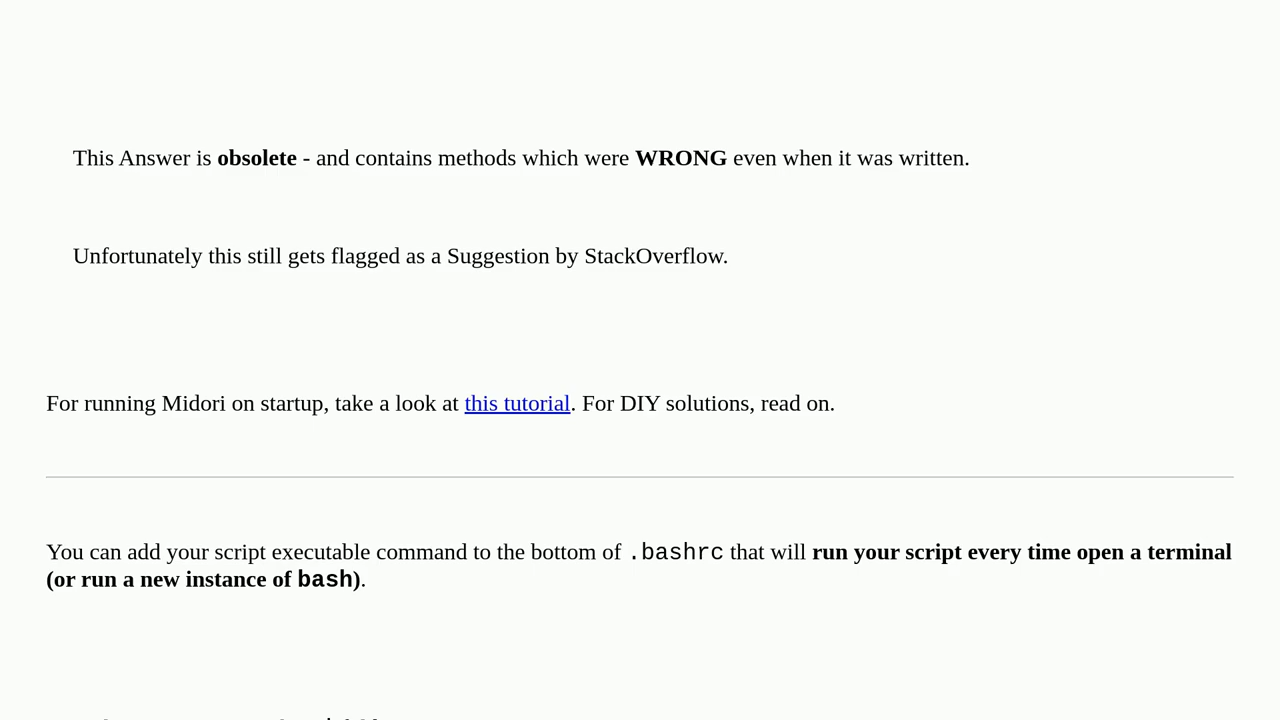 This Answer is obsolete - and contains methods which were WRONG even when it was written.
Unfortunately this still gets flagged as a Suggestion by StackOverflow.
For running Midori on startup, take a look at this tutorial. For DIY solutions, read on.
You can add your script executable command to the bottom of .bashrc that will run your script every time open a terminal
(or run a new instance of bash).